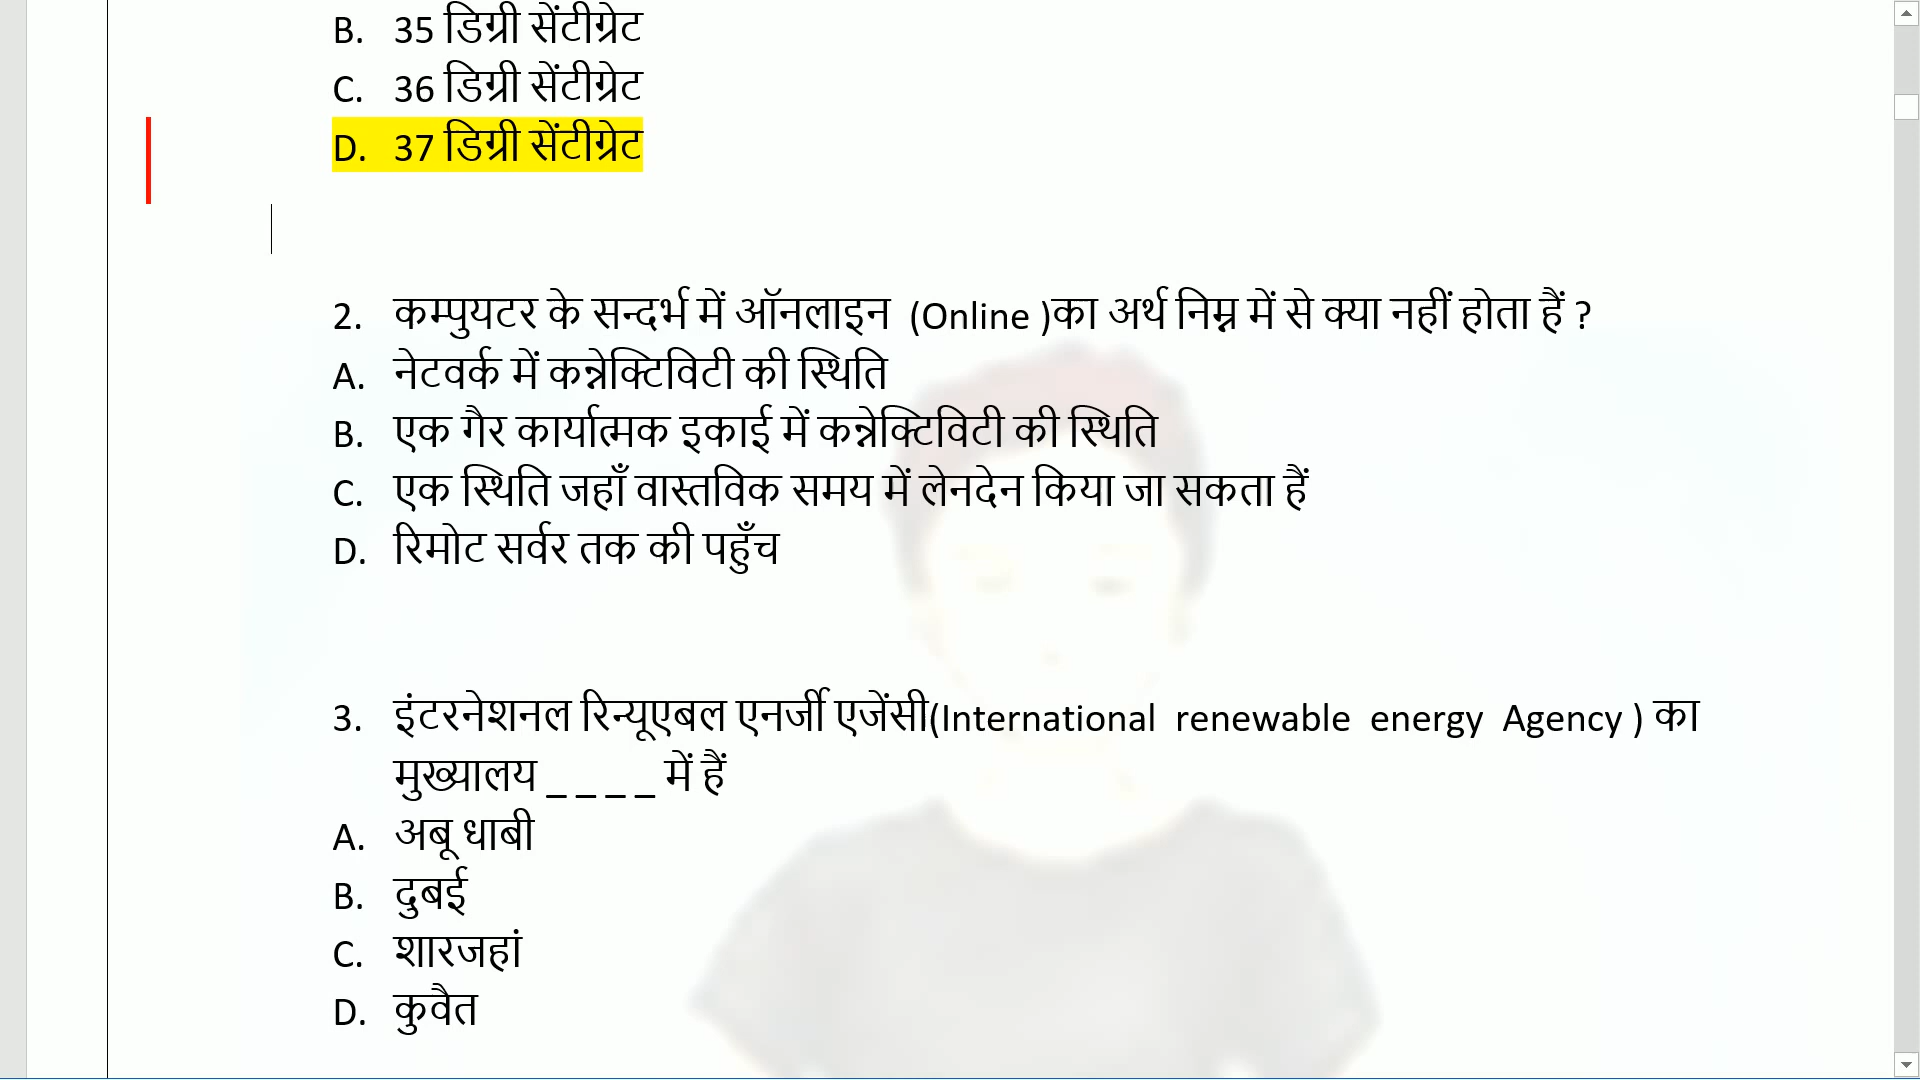 B. 35 डिग्री सेंटीग्रेट
C. 36 डिग्री सेंटीग्रेट
D. 37 डिग्री सेंटीग्रेट
2. कम्पुयटर के सन्दर्भ में ऑनलाइन (Online )का अर्थ निम्न में से क्या नहीं होता हैं ?
A. नेटवर्क में कन्नेक्टिविटी की स्थिति
B. एक गैर कार्यात्मक इकाई में कन्नेक्टिविटी की स्थिति
C. एक स्थिति जहाँ वास्तविक समय में लेनदेन किया जा सकता हैं
D. रिमोट सर्वर तक की पहुँच
3. इंटरनेशनल रिन्यूएबल एनर्जी एजेंसी(International renewable energy Agency ) का
मुख्यालय _ _ _ _ में हैं
A. अबू धाबी
B. दुबई
C. शारजहां
D. कुवैत